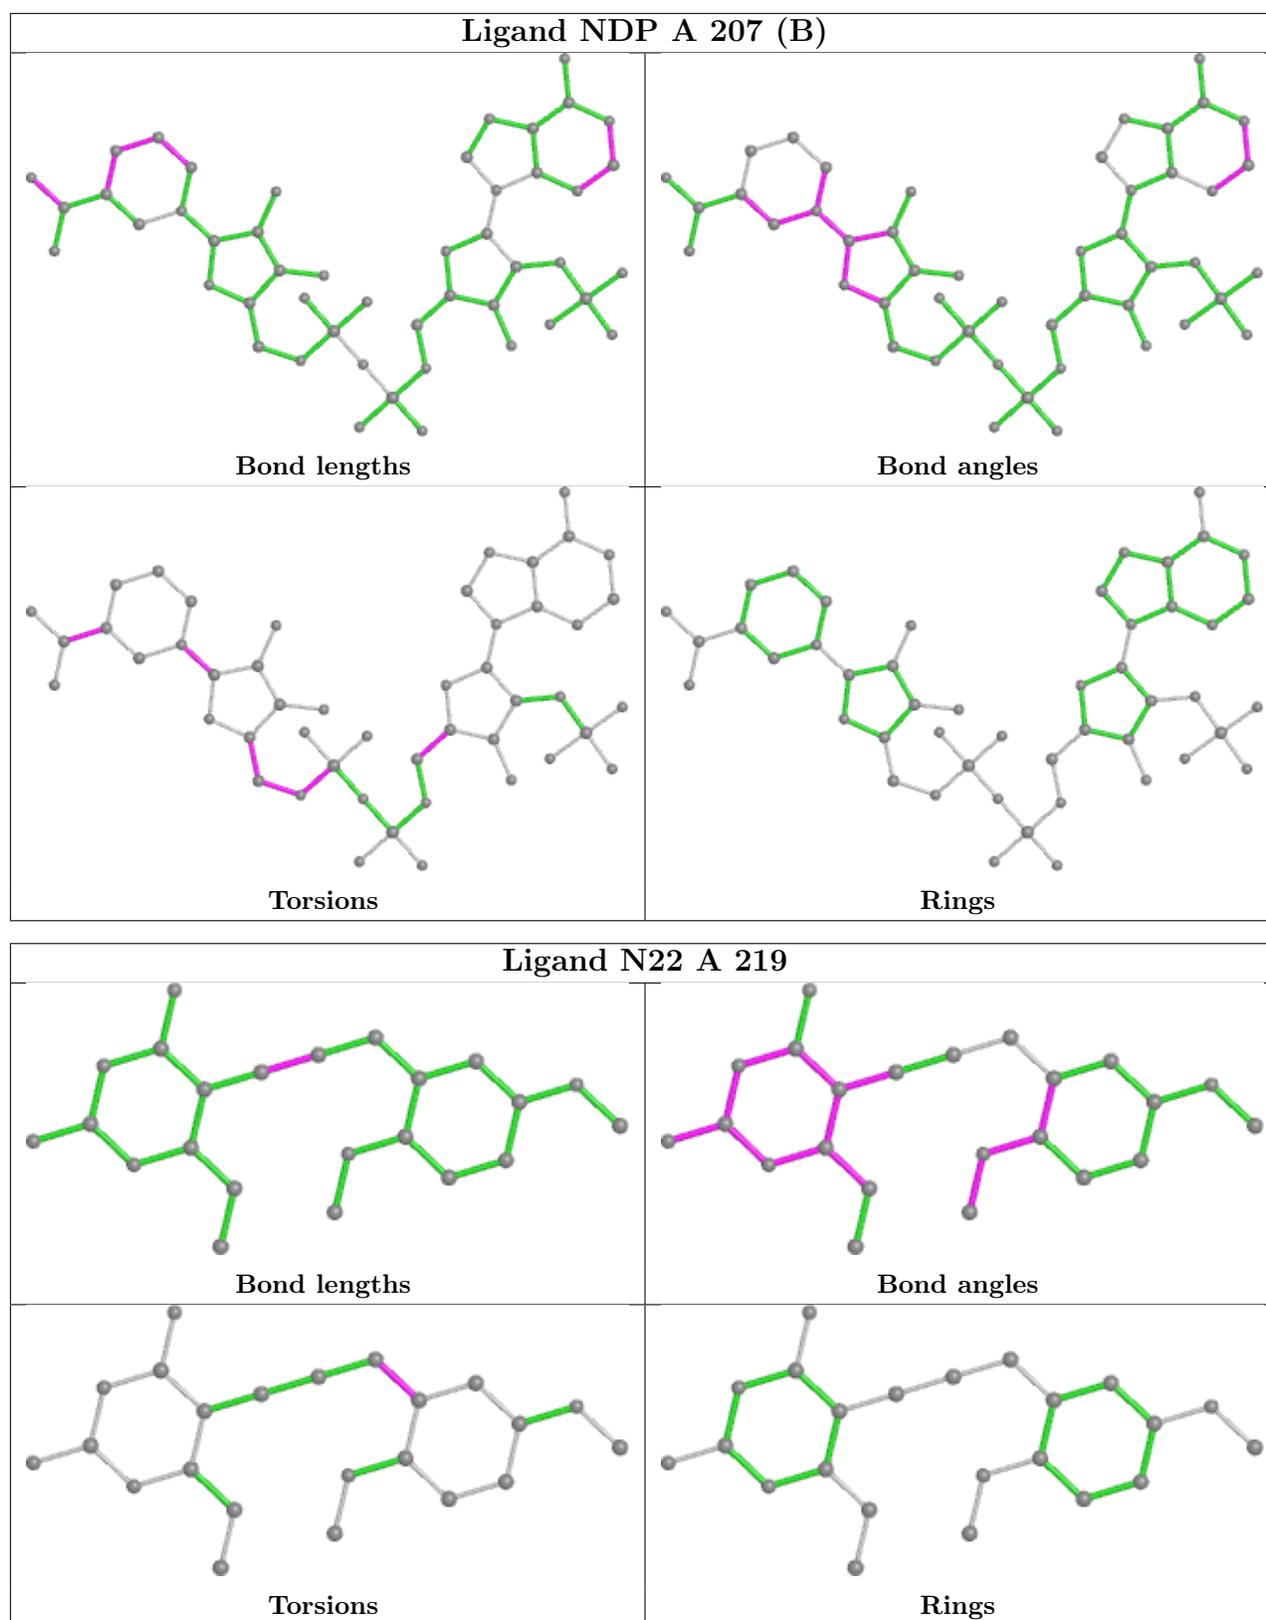 Ligand NDP A 207 (B)
Bond lengths
Bond angles
Torsions
Rings
Ligand N22 A 219
Bond lengths
Bond angles
Torsions
Rings